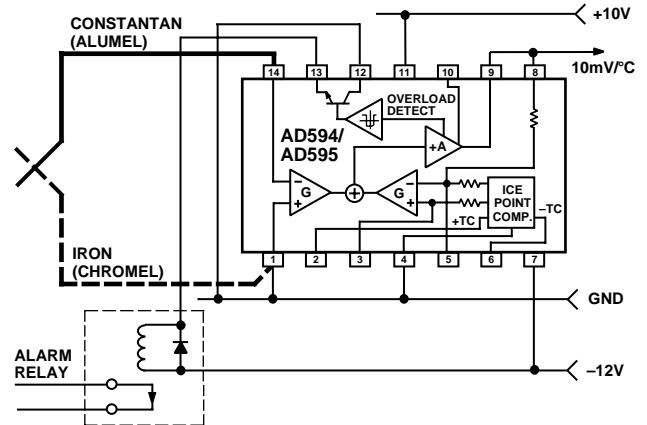 CONSTANTAN
(ALUMEL)
+10V
10mV/°C
14
13
12
11
10
9
8
OVERLOAD
DETECT
AD594/
AD595
+A
–
G
+
–
G
+
ICE
POINT
COMP.
+TC
–TC
IRON
(CHROMEL)
1
2
3
4
5
6
7
GND
ALARM
RELAY
–12V